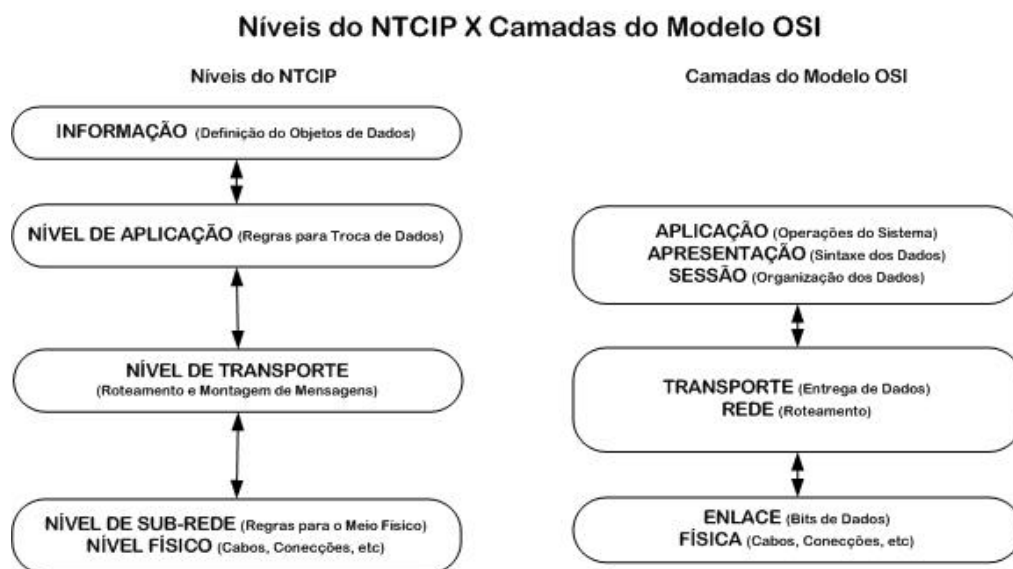 Níveis do NTCIP X Camadas do Modelo OSI
Níveis do NTCIP
INFORMAÇÃO (Definição do Objetos de Dados)
NÍVEL DE APLICAÇÃO (Regras para Troca de Dados)
NÍVEL DE TRANSPORTE
(Roteamento e Montagem de Mensagens)
NÍVEL DE SUB-REDE (Regras para o Meio Físico)
NÍVEL FÍSICO (Cabos, Conecções, etc)
Camadas do Modelo OSI
APLICAÇÃO (Operações do Sistema)
APRESENTAÇÃO (Sintaxe dos Dados)
SESSÃO (Organização dos Dados)
TRANSPORTE (Entrega de Dados)
REDE (Roteamento)
ENLACE (Bits de Dados)
FÍSICA (Cabos, Conecções, etc)